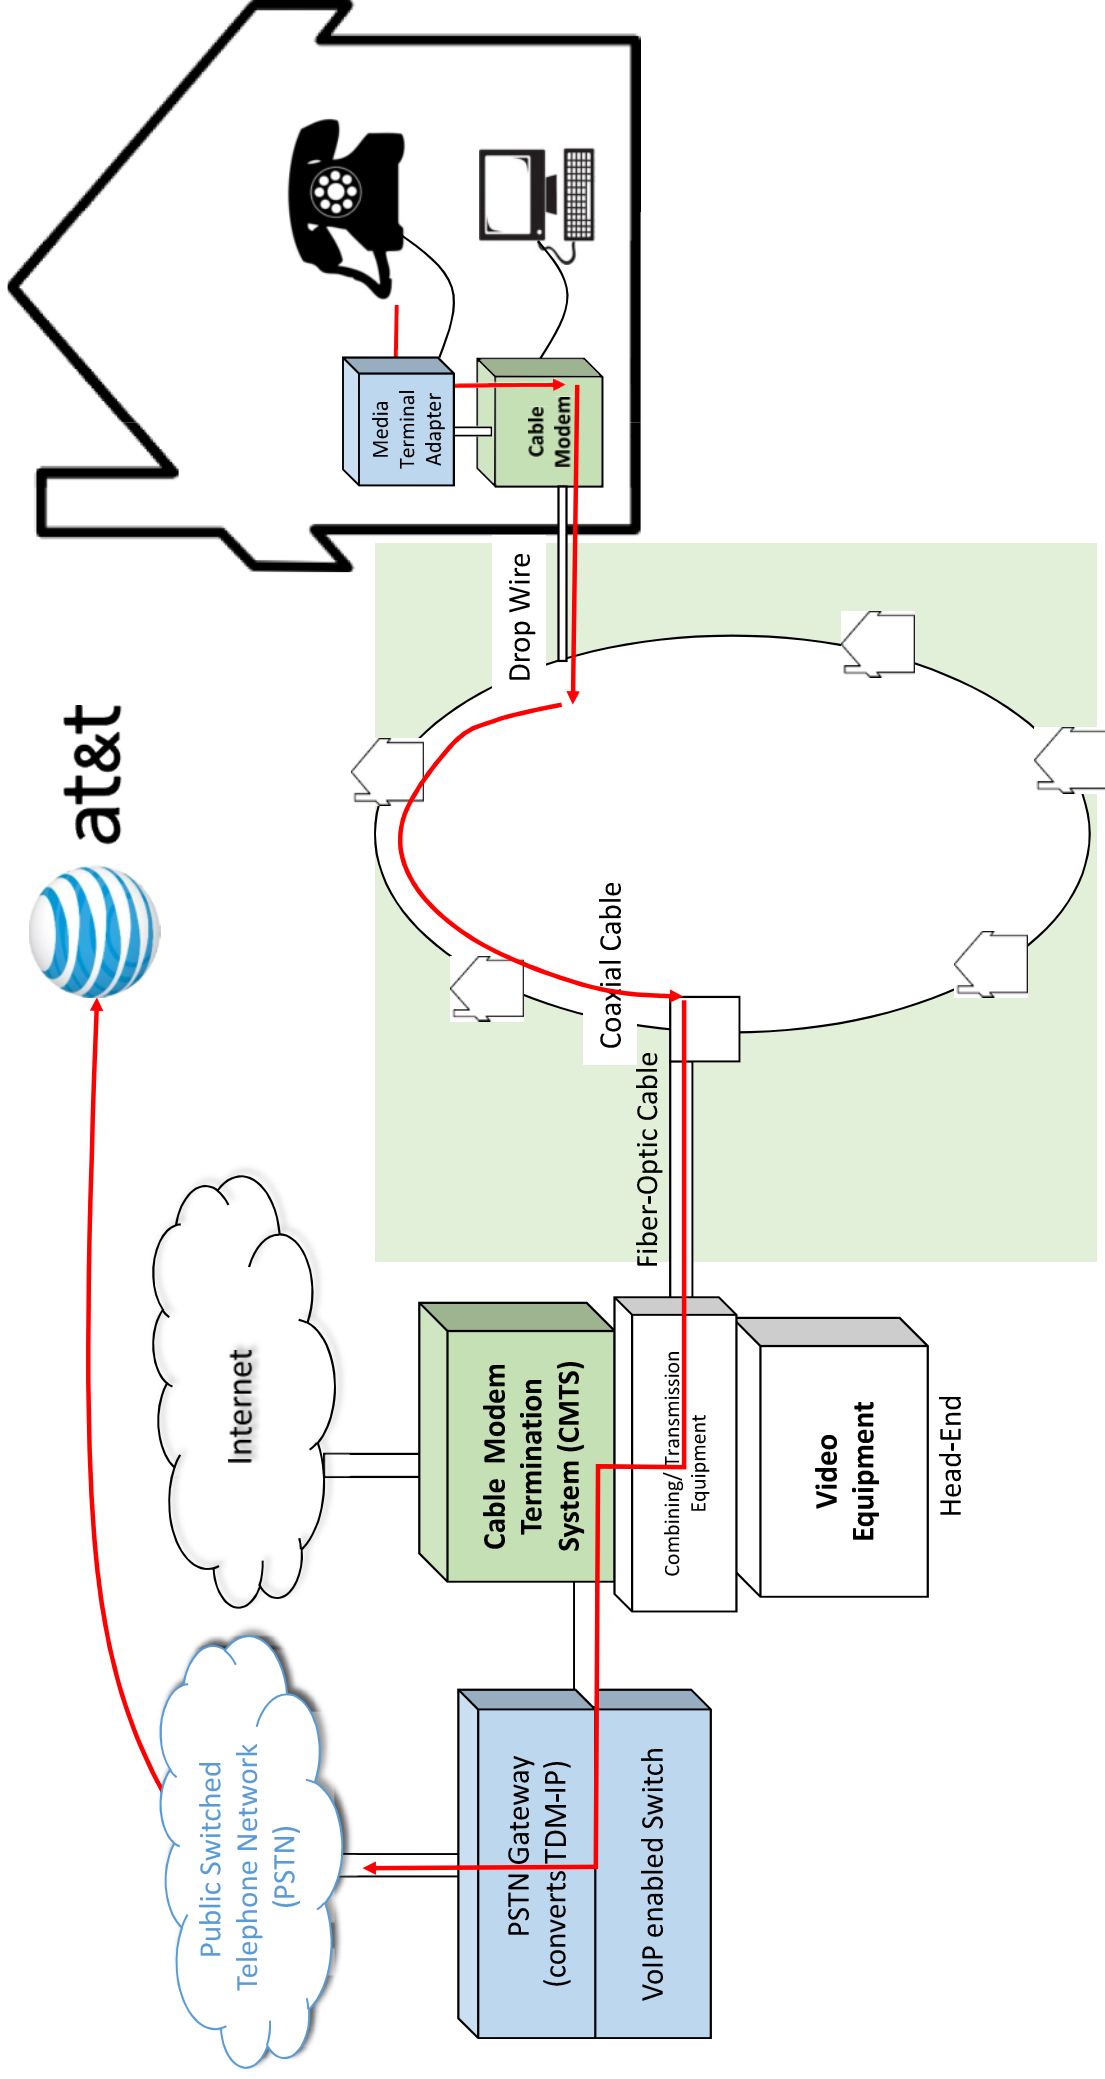 at&t
Internet
Public Switched
Telephone Network
(PSTN)
Media
Terminal
Adapter
Cable
Modem
Drop Wire
Coaxial Cable
Fiber-Optic Cable
Cable Modem
Termination
System (CMTS)
Combining/Transmission
Equipment
Video
Equipment
Head-End
PSTN Gateway
(converts TDM-IP)
VoIP enabled Switch